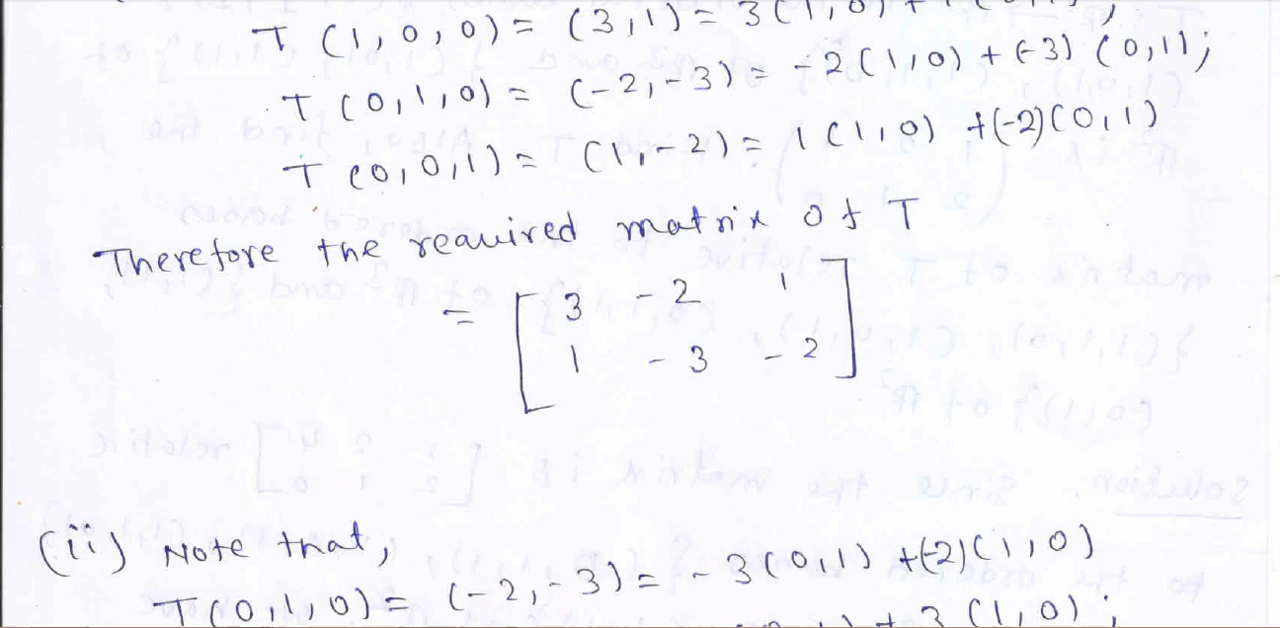 T (1,0,0) = (3,1) = 3(1,0) +
T (0,1,0) = (-2,-3) = -2(1,0) + (-3) (0,1);
T (0,0,1) = (1,-2) = 1(1,0) +(-2)(0,1)
Therefore the required matrix of T
= [ 3 -2 1
1 -3 -2 ]
(ii) Note that,
T(0,1,0) = (-2,-3) = -3(0,1) +(-2)(1,0)
+ 3 (1,0);